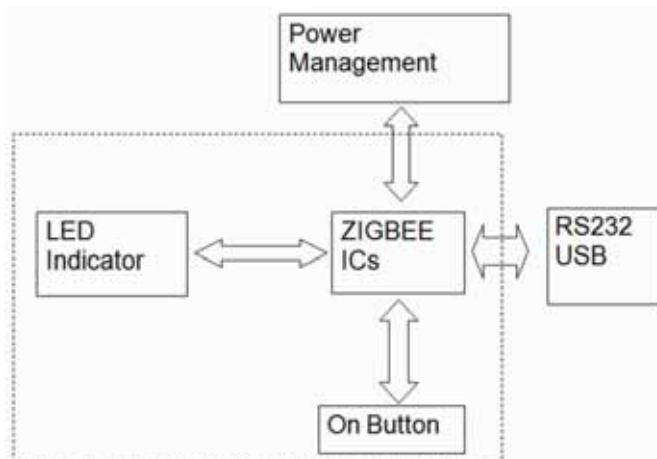 Power
Management
LED
Indicator
ZIGBEE
ICs
RS232
USB
On Button